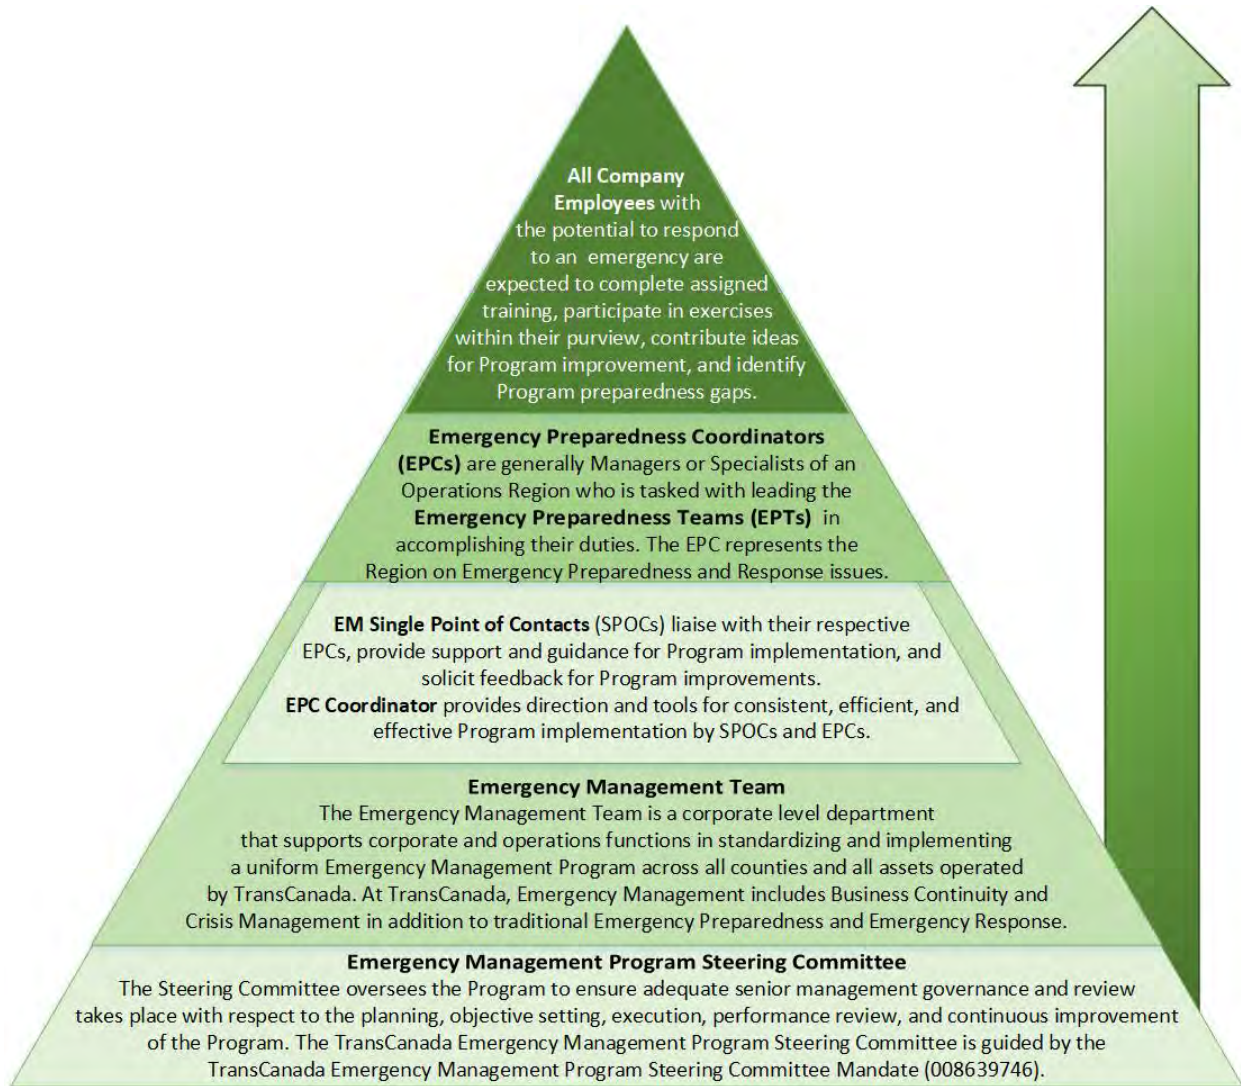 All Company
Employees with
the potential to respond
to an emergency are
expected to complete assigned
training, participate in exercises
within their purview, contribute ideas
for Program improvement, and identify
Program preparedness gaps.
Emergency Preparedness Coordinators
(EPCs) are generally Managers or Specialists of an
Operations Region who is tasked with leading the
Emergency Preparedness Teams (EPTs) in
accomplishing their duties. The EPC represents the
Region on Emergency Preparedness and Response issues.
EM Single Point of Contacts (SPOCs) liaise with their respective
EPCs, provide support and guidance for Program implementation, and
solicit feedback for Program improvements.
EPC Coordinator provides direction and tools for consistent, efficient, and
effective Program implementation by SPOCs and EPCs.
Emergency Management Team
The Emergency Management Team is a corporate level department
that supports corporate and operations functions in standardizing and implementing
a uniform Emergency Management Program across all counties and all assets operated
by TransCanada. At TransCanada, Emergency Management includes Business Continuity and
Crisis Management in addition to traditional Emergency Preparedness and Emergency Response.
Emergency Management Program Steering Committee
The Steering Committee oversees the Program to ensure adequate senior management governance and review
takes place with respect to the planning, objective setting, execution, performance review, and continuous improvement
of the Program. The TransCanada Emergency Management Program Steering Committee is guided by the
TransCanada Emergency Management Program Steering Committee Mandate (008639746).